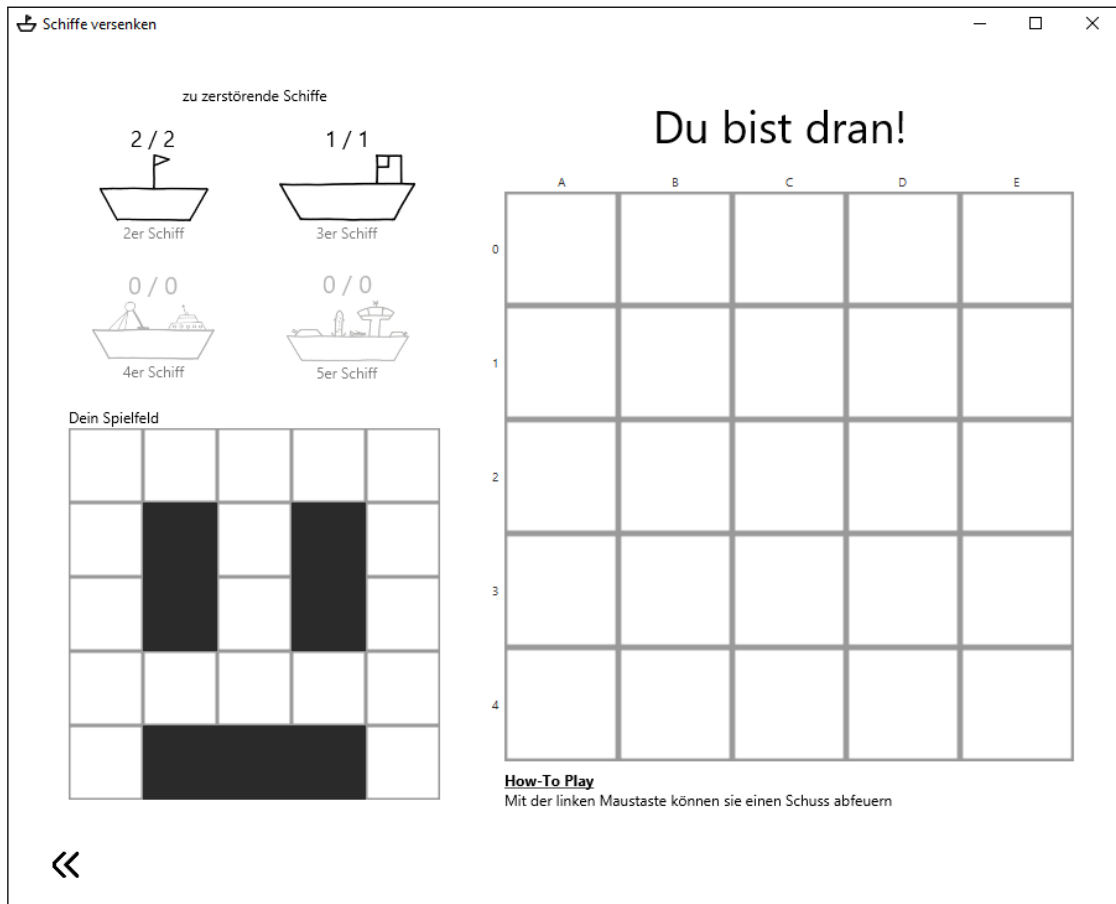 Schiffe versenken
zu zerstörende Schiffe
2 / 2
1 / 1
2er Schiff
3er Schiff
0 / 0
0 / 0
4er Schiff
5er Schiff
Dein Spielfeld
Du bist dran!
A B C D E
0
1
2
3
4
How-To Play
Mit der linken Maustaste können sie einen Schuss abfeuern